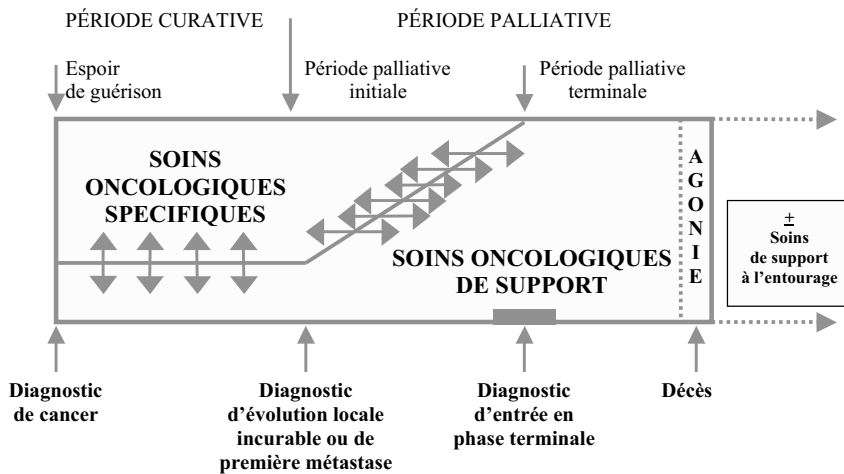 PÉRIODE CURATIVE
PÉRIODE PALLIATIVE
Espoir
de guérison
Période palliative
initiale
Période palliative
terminale
SOINS
ONCOLOGIQUES
SPECIFIQUES
SOINS ONCOLOGIQUES
DE SUPPORT
A
G
O
N
I
E
±
Soins
de support
à l'entourage
Diagnostic
de cancer
Diagnostic
d'évolution locale
incurable ou de
première métastase
Diagnostic
d'entrée en
phase terminale
Décès